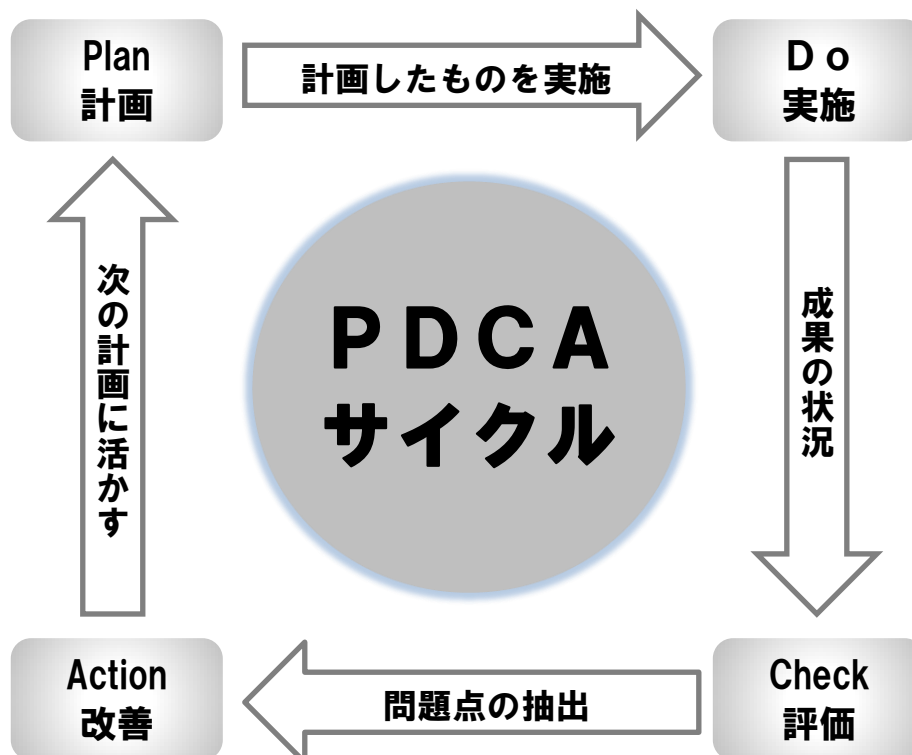 Plan
計画
計画したものを実施
Ｄｏ
実施
次の計画に活かす
ＰＤＣＡ
サイクル
成果の状況
Action
改善
問題点の抽出
Check
評価